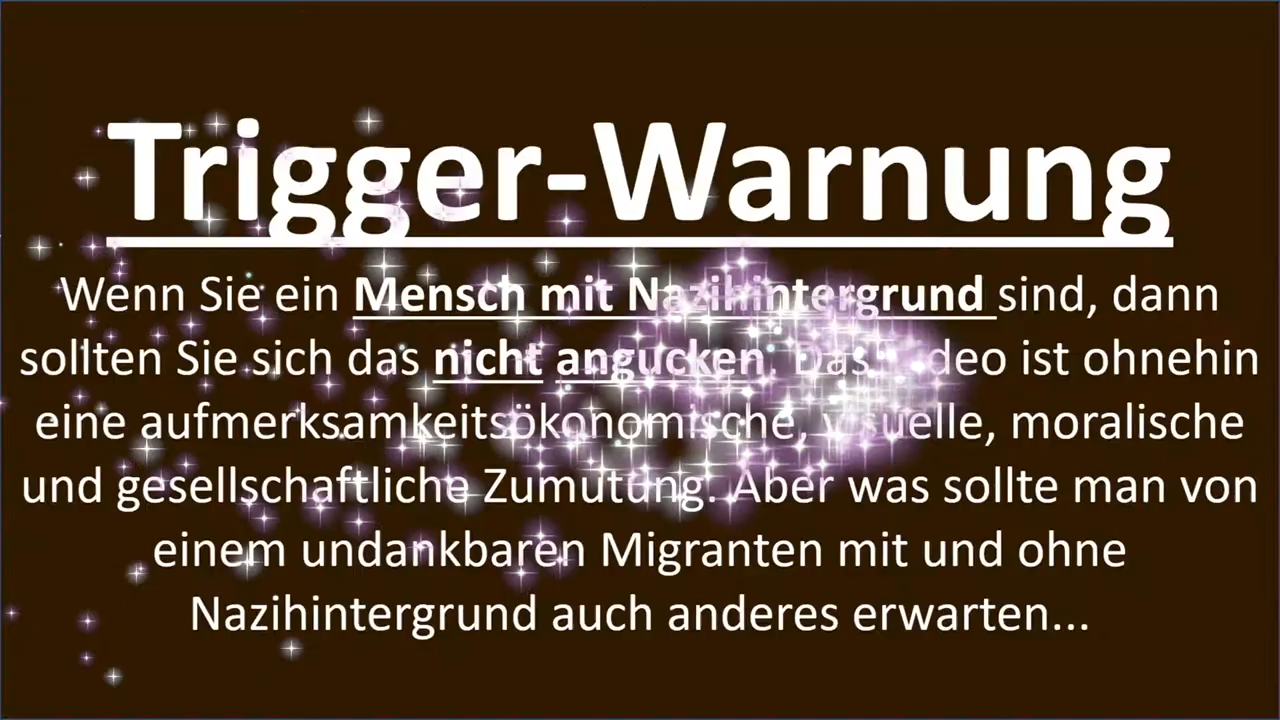 Trigger-Warnung
Wenn Sie ein Mensch mit Nazihintergrund sind, dann
sollten Sie sich das nicht angucken. Das Video ist ohnehin
eine aufmerksamkeitsökonomische, visuelle, moralische
und gesellschaftliche Zumutung. Aber was sollte man von
einem undankbaren Migranten mit und ohne
Nazihintergrund auch anderes erwarten...